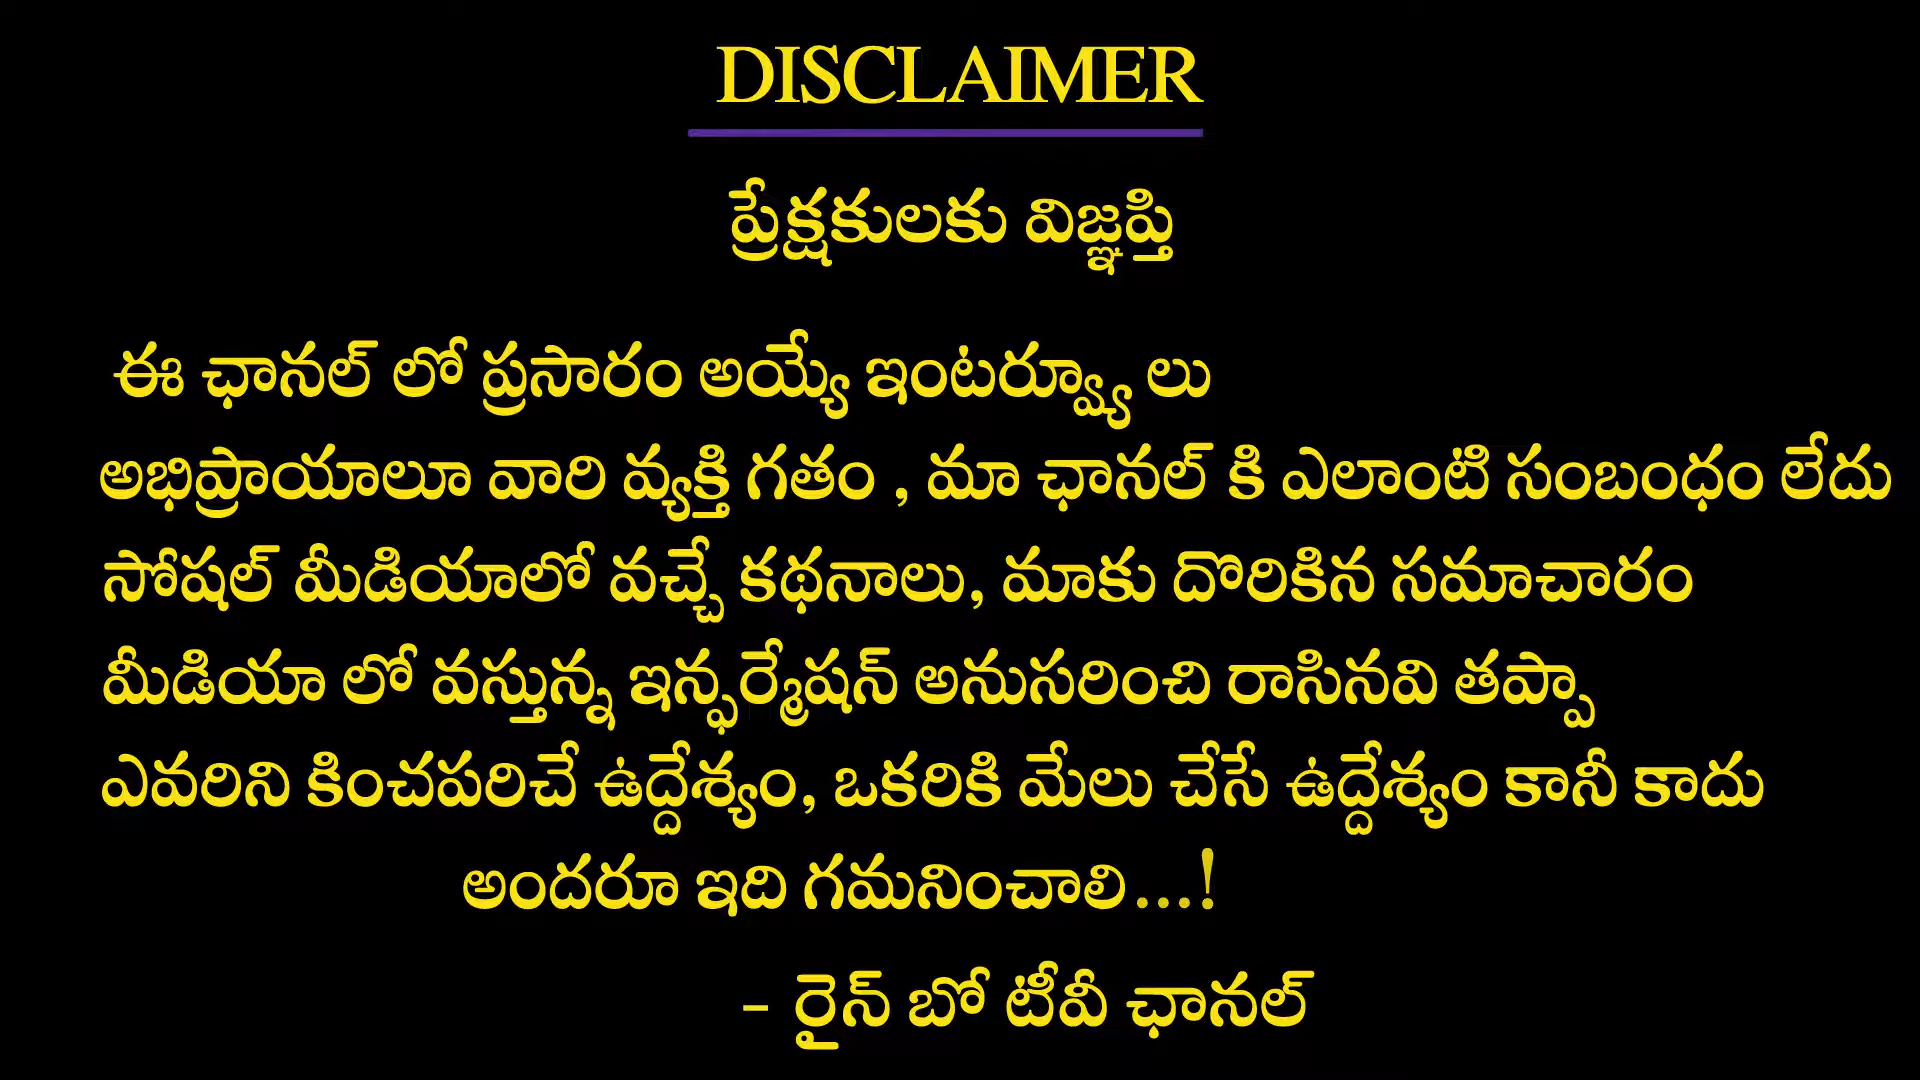 DISCLAIMER
ప్రేక్షకులకు విజ్ఞప్తి
ఈ ఛానల్ లో ప్రసారం అయ్యే ఇంటర్వ్యూ లు
అభిప్రాయాలూ వారి వ్యక్తి గతం , మా ఛానల్ కి ఎలాంటి సంబంధం లేదు
సోషల్ మీడియాలో వచ్చే కథనాలు, మాకు దొరికిన సమాచారం
మీడియా లో వస్తున్న ఇన్ఫర్మేషన్ అనుసరించి రాసినవి తప్పా
ఎవరిని కించపరిచే ఉద్దేశ్యం, ఒకరికి మేలు చేసే ఉద్దేశ్యం కానీ కాదు
అందరూ ఇది గమనించాలి...!
- రైన్ బో టీవీ ఛానల్